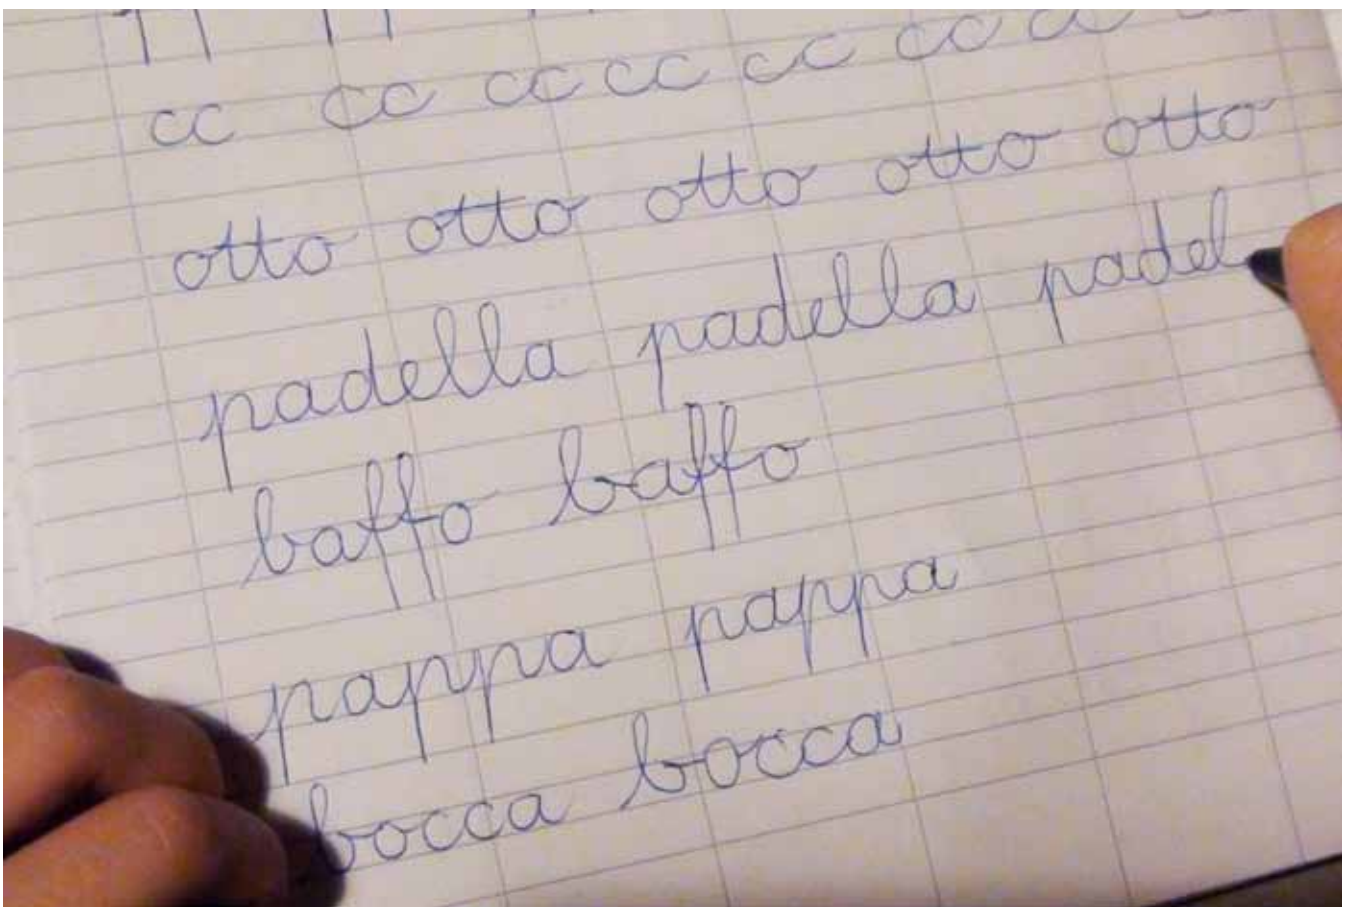 cc cc cc cc cc cc
otto otto otto otto otto
padella padella padel
baffo baffo
pappa pappa
bocca bocca